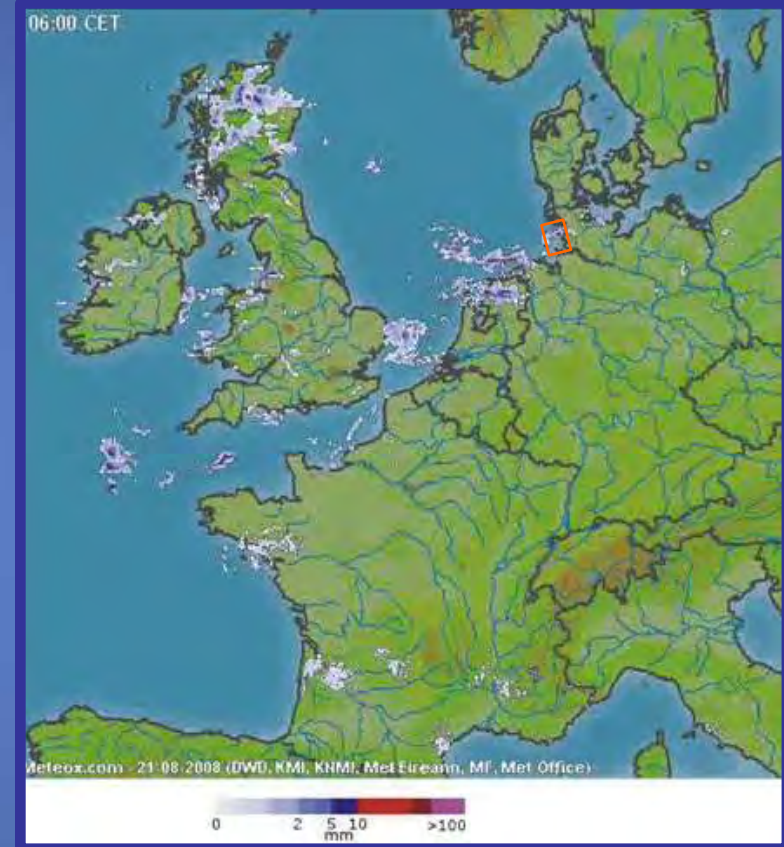 06:00 CET
Meteox.com - 21-08-2008 (DWD, KMI, KNMI, Met Eireann, MF, Met Office)
0 2 5 10 >100
mm